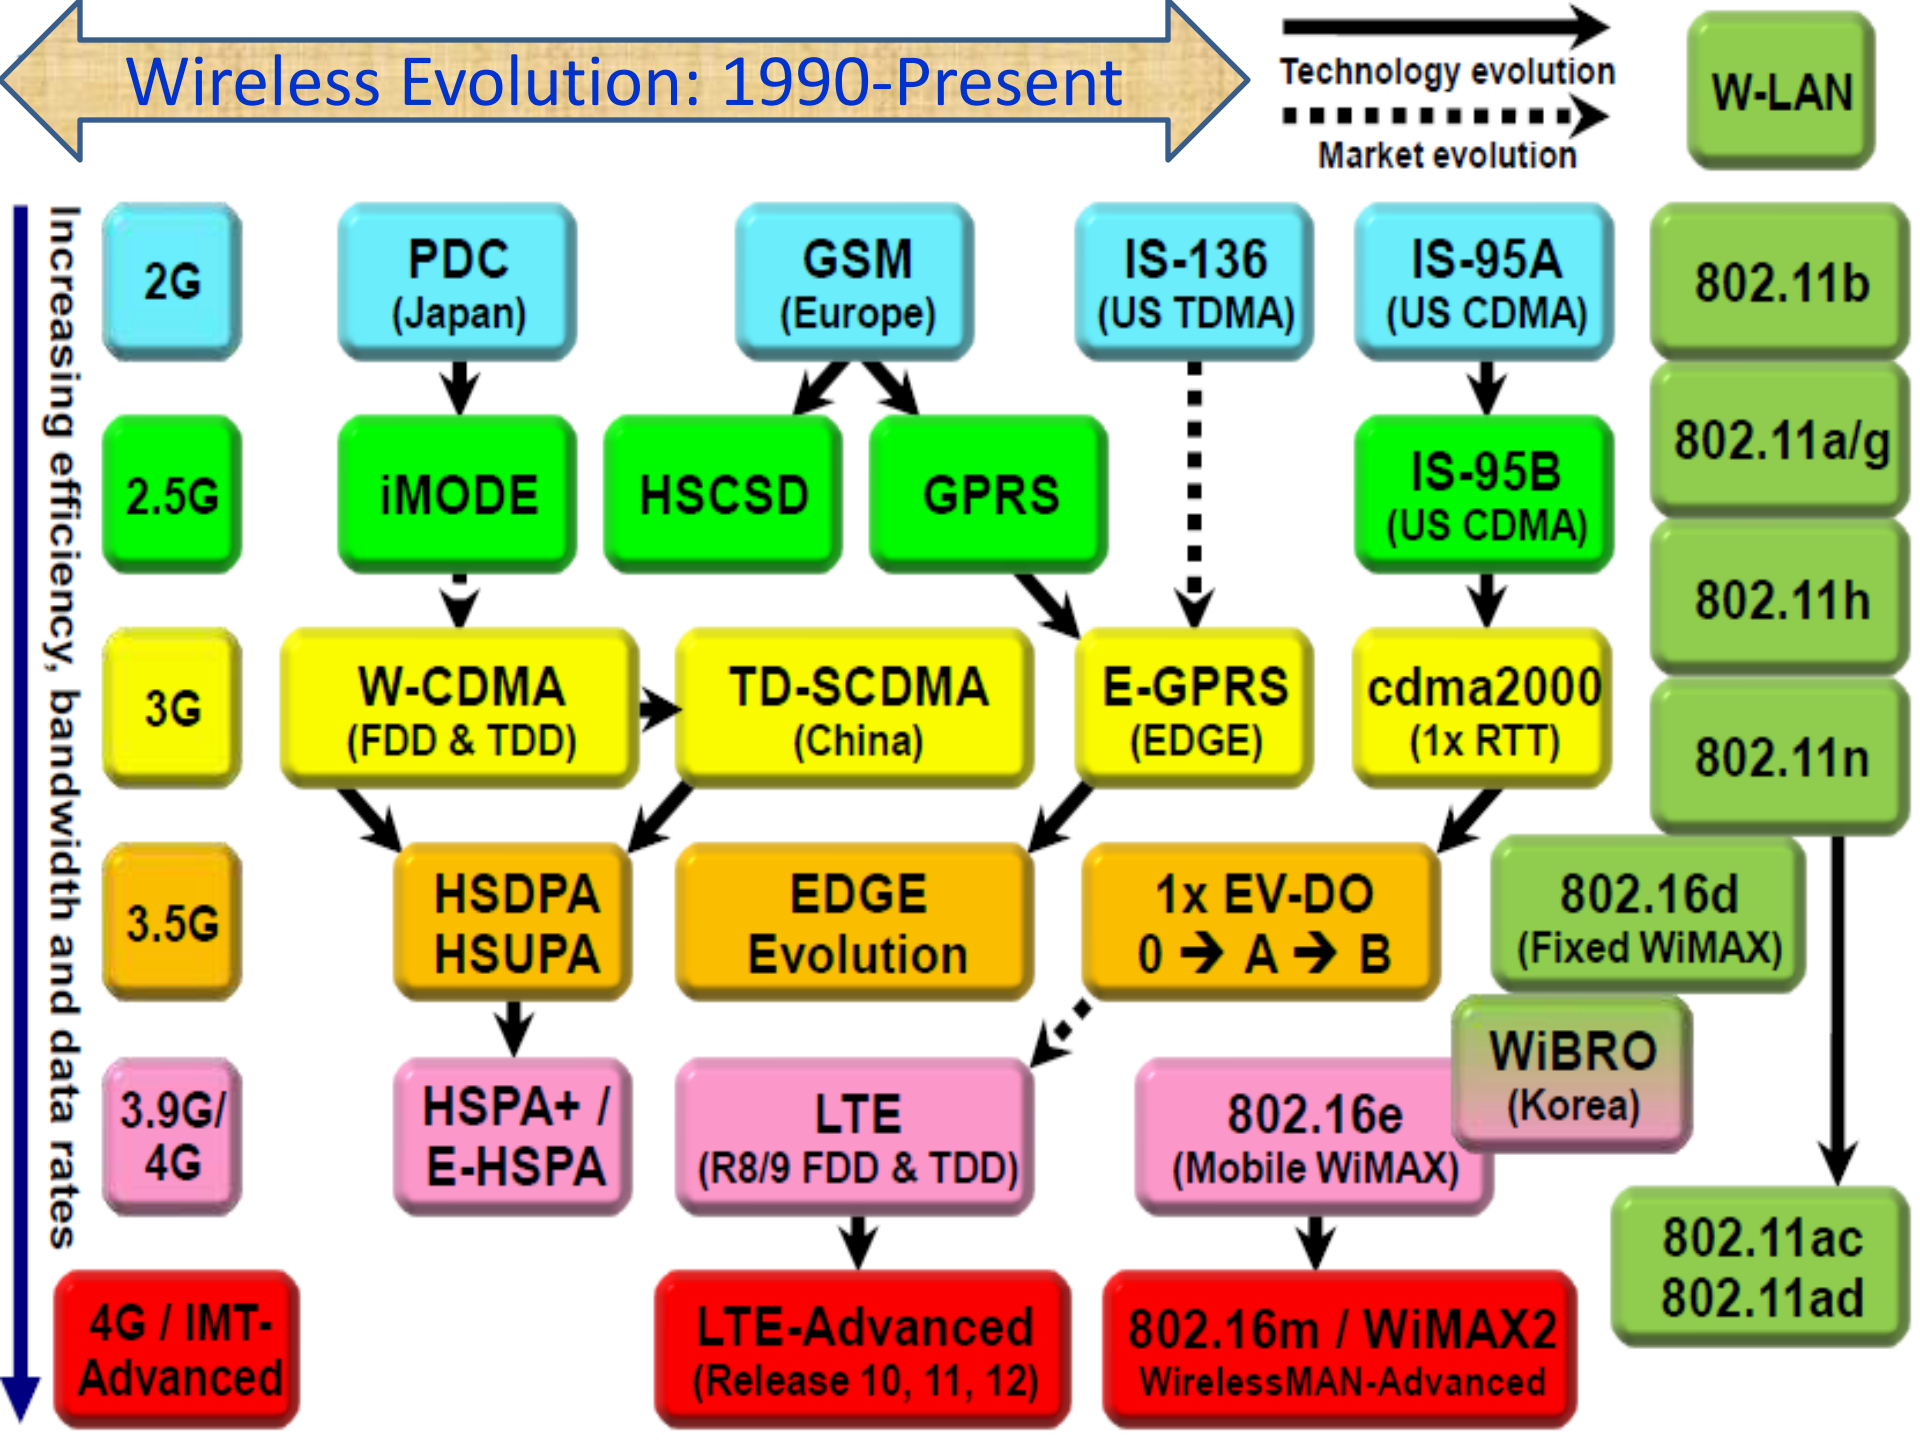 Wireless Evolution: 1990-Present
Technology evolution
Market evolution
W-LAN
Increasing efficiency, bandwidth and data rates
2G
PDC
(Japan)
GSM
(Europe)
IS-136
(US TDMA)
IS-95A
(US CDMA)
802.11b
802.11a/g
2.5G
iMODE
HSCSD
GPRS
IS-95B
(US CDMA)
802.11h
3G
W-CDMA
(FDD & TDD)
TD-SCDMA
(China)
E-GPRS
(EDGE)
cdma2000
(1x RTT)
802.11n
3.5G
HSDPA
HSUPA
EDGE
Evolution
1x EV-DO
0 ➔ A ➔ B
802.16d
(Fixed WiMAX)
WiBRO
(Korea)
3.9G/
4G
HSPA+ /
E-HSPA
LTE
(R8/9 FDD & TDD)
802.16e
(Mobile WiMAX)
802.11ac
802.11ad
4G / IMT-
Advanced
LTE-Advanced
(Release 10, 11, 12)
802.16m / WiMAX2
WirelessMAN-Advanced